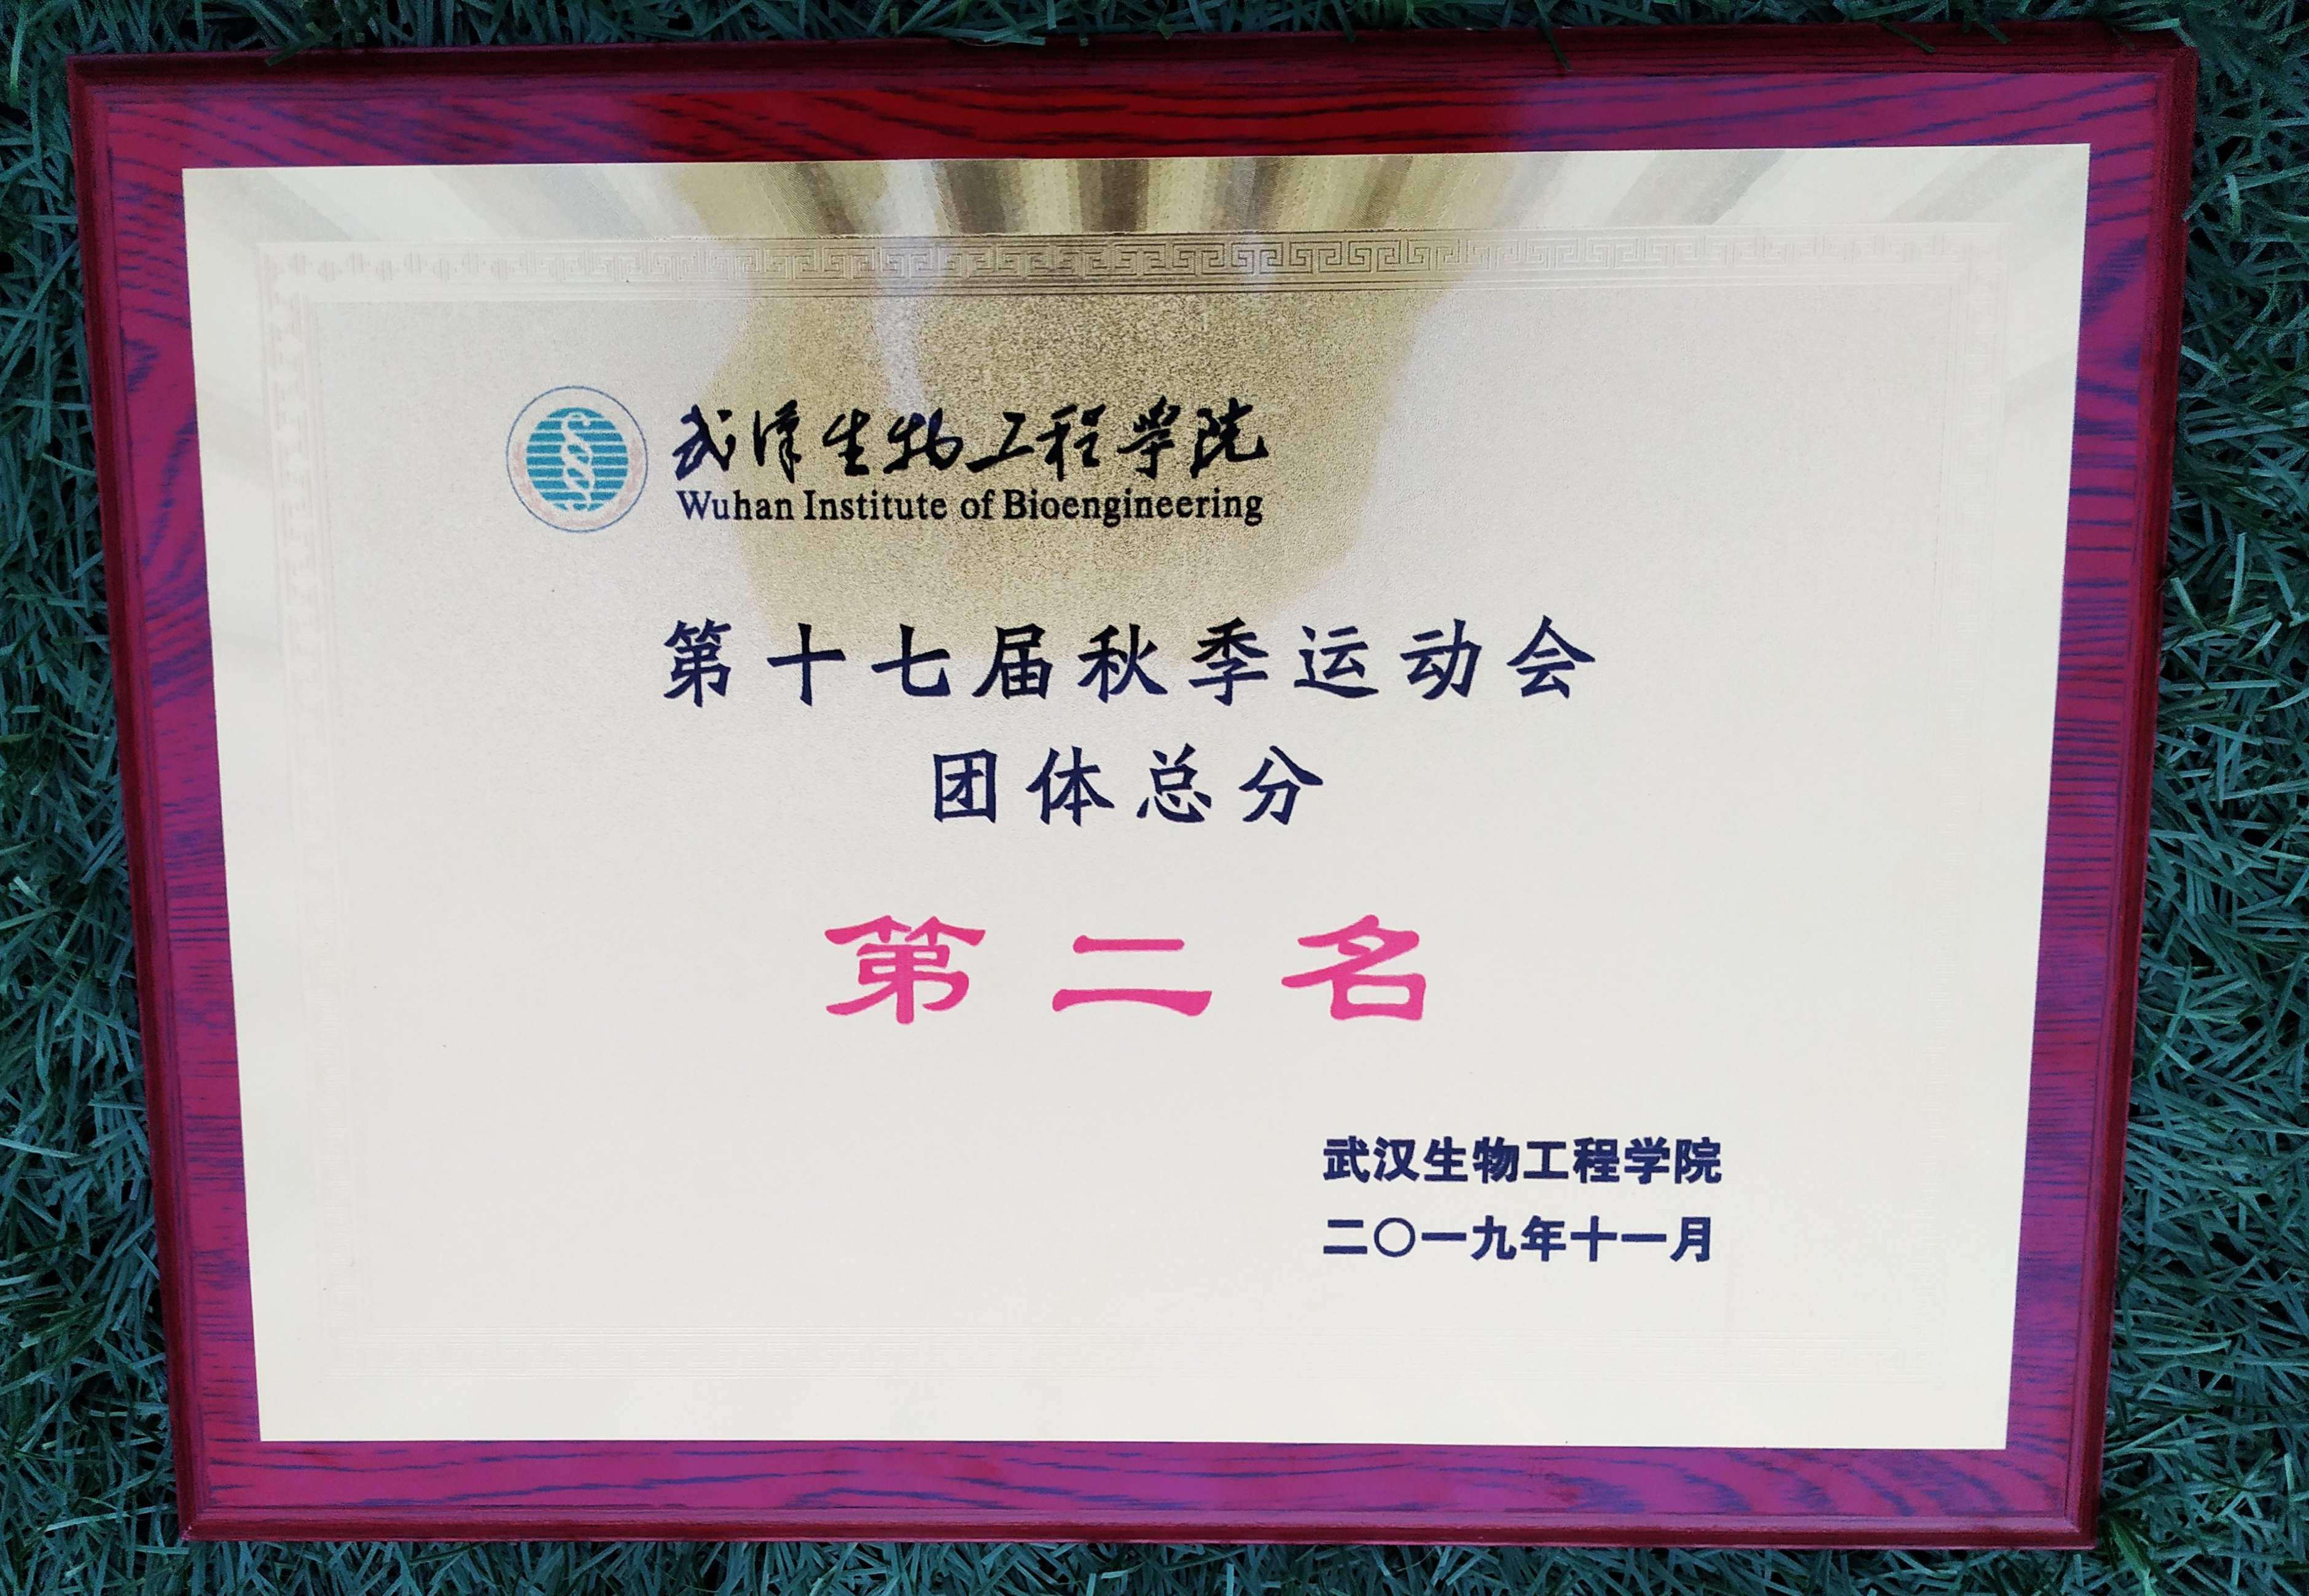 武汉生物工程学院
Wuhan Institute of Bioengineering
第十七届秋季运动会
团体总分
第二名
武汉生物工程学院
二〇一九年十一月